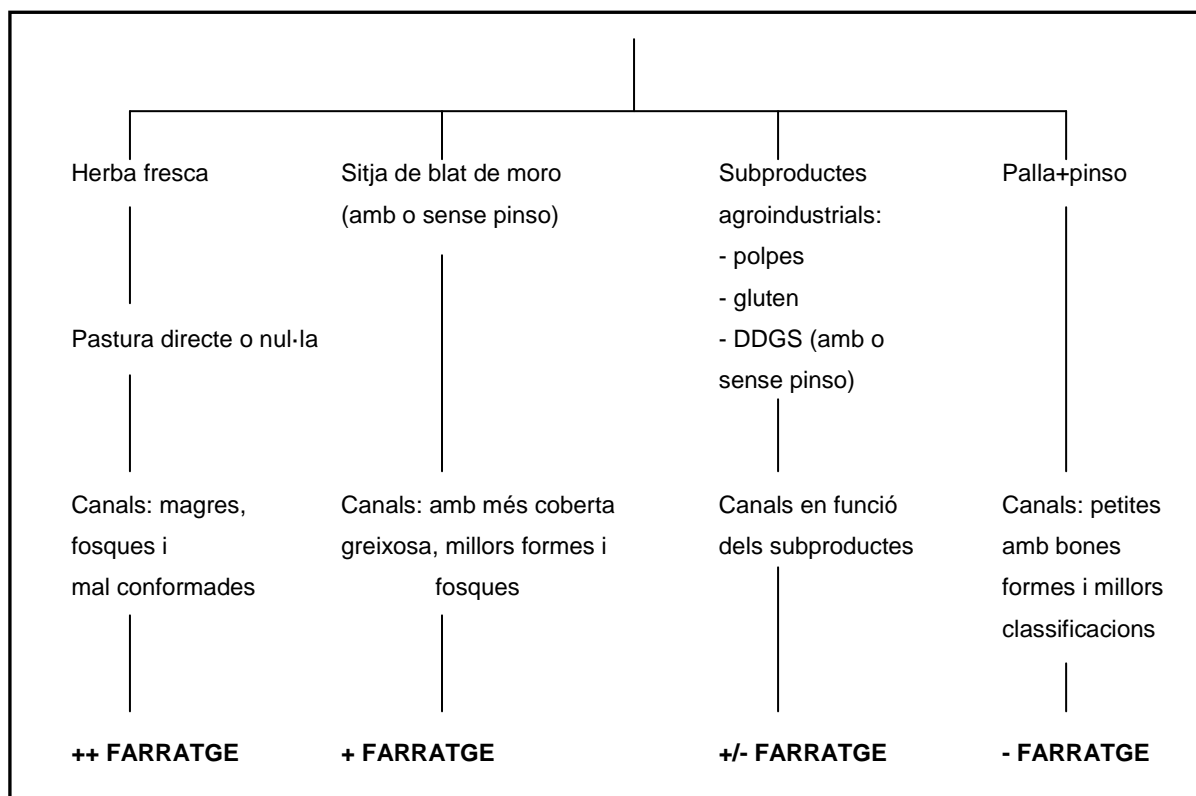 Herba fresca
Pastura directe o nul·la
Canals: magres,
fosques i
mal conformades
++ FARRATGE
Sitja de blat de moro
(amb o sense pinso)
Canals: amb més coberta
greixosa, millors formes i
fosques
+ FARRATGE
Subproductes
agroindustrials:
- polpes
- gluten
- DDGS (amb o
sense pinso)
Canals en funció
dels subproductes
+/- FARRATGE
Palla+pinso
Canals: petites
amb bones
formes i millors
classificacions
- FARRATGE